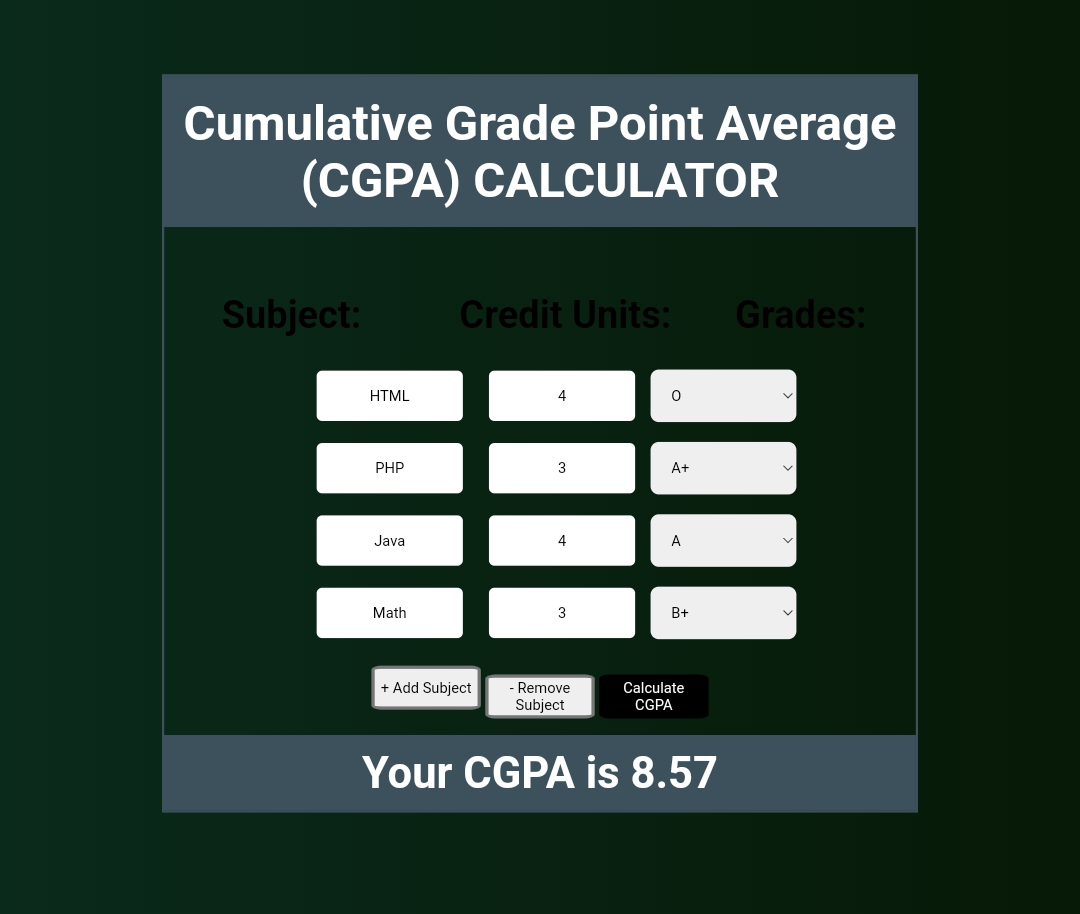 Cumulative Grade Point Average
(CGPA) CALCULATOR
Subject: Credit Units: Grades:
HTML 4 O
PHP 3 A+
Java 4 A
Math 3 B+
+ Add Subject
- Remove
Subject
Calculate
CGPA
Your CGPA is 8.57